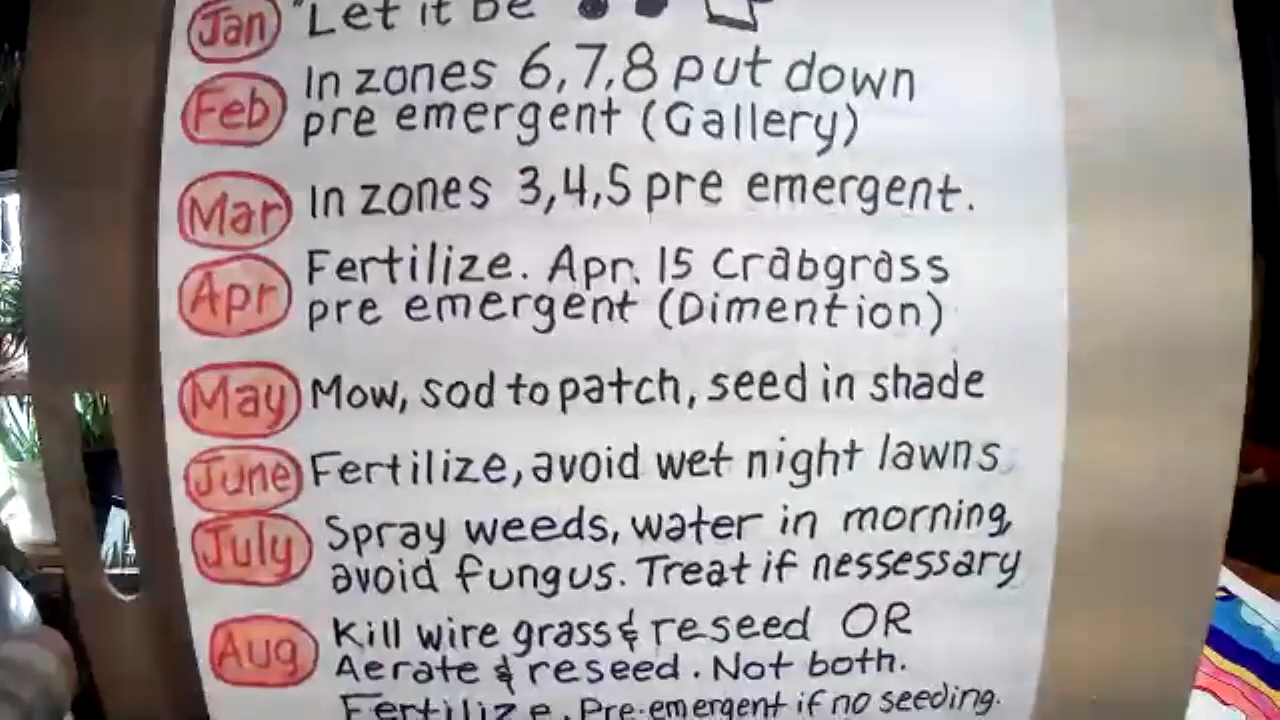 Jan "Let it be
Feb In zones 6,7,8 put down
pre emergent (Gallery)
Mar In zones 3,4,5 pre emergent.
Apr Fertilize. Apr. 15 Crabgrass
pre emergent (Dimention)
May Mow, sod to patch, seed in shade
June Fertilize, avoid wet night lawns
July Spray weeds, water in morning,
avoid fungus. Treat if nessessary
Aug Kill wire grass & reseed OR
Aerate & reseed. Not both.
Fertilize. Pre-emergent if no seeding.